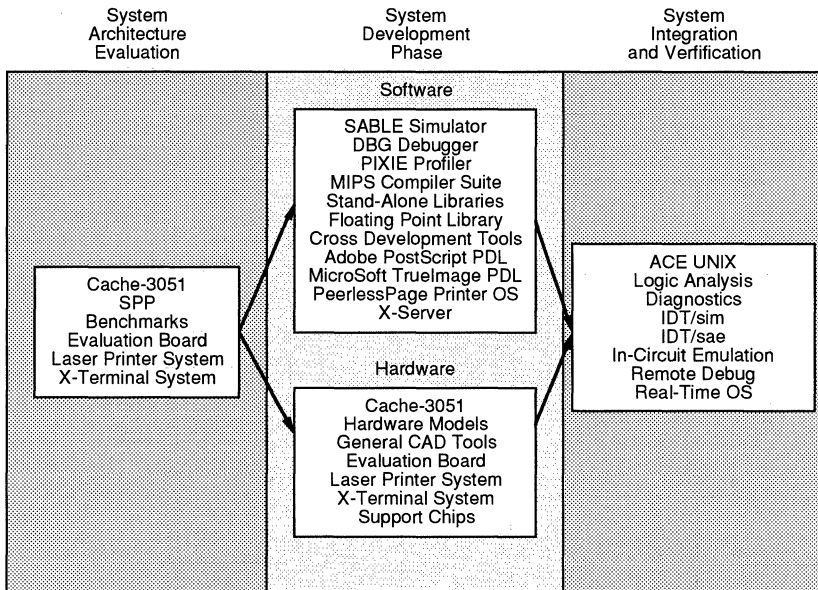 System
Architecture
Evaluation
System
Development
Phase
System
Integration
and Verfification
Cache-3051
SPP
Benchmarks
Evaluation Board
Laser Printer System
X-Terminal System
Software
SABLE Simulator
DBG Debugger
PIXIE Profiler
MIPS Compiler Suite
Stand-Alone Libraries
Floating Point Library
Cross Development Tools
Adobe PostScript PDL
MicroSoft TrueImage PDL
PeerlessPage Printer OS
X-Server
Hardware
Cache-3051
Hardware Models
General CAD Tools
Evaluation Board
Laser Printer System
X-Terminal System
Support Chips
ACE UNIX
Logic Analysis
Diagnostics
IDT/sim
IDT/sae
In-Circuit Emulation
Remote Debug
Real-Time OS